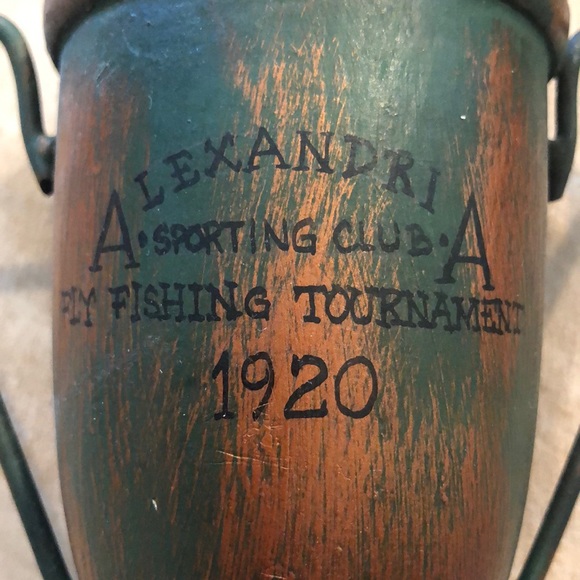 ALEXANDRIA
•SPORTING CLUB•
FLY FISHING TOURNAMENT
1920